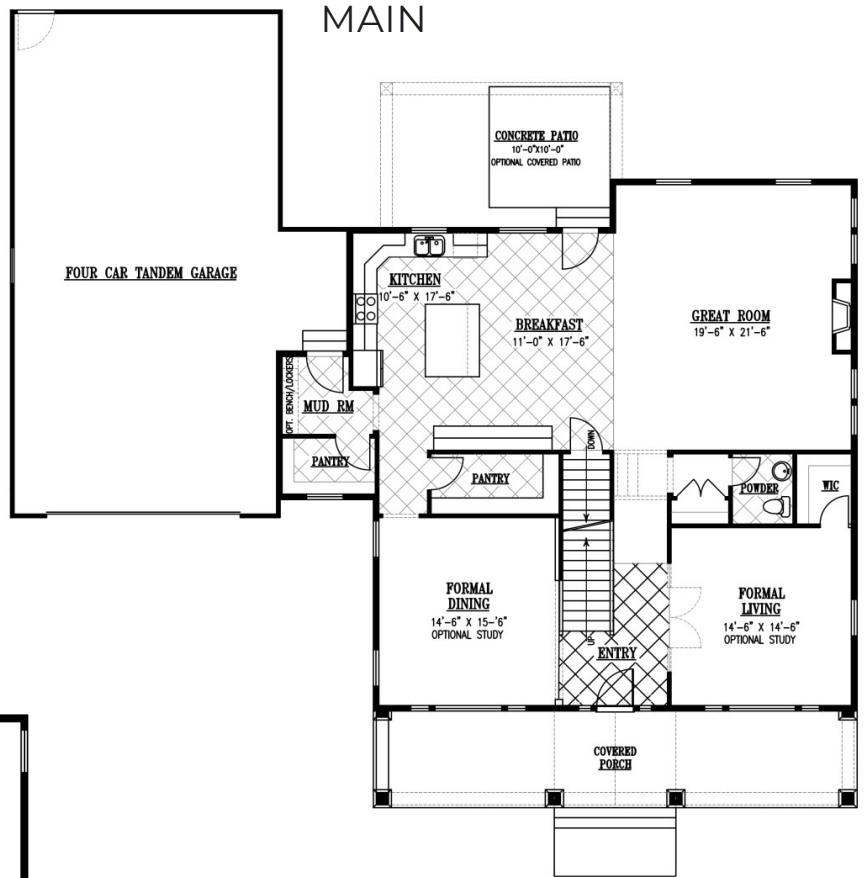 MAIN
CONCRETE PATIO
10'-0"X10'-0"
OPTIONAL COVERED PATIO
FOUR CAR TANDEM GARAGE
KITCHEN
10'-6" X 17'-6"
BREAKFAST
11'-0" X 17'-6"
GREAT ROOM
19'-6" X 21'-6"
OPT. BENCH/LOCKERS
MUD RM
PANTRY
DOWN
PANTRY
POWDER
WIC
FORMAL
DINING
14'-6" X 15-'6"
OPTIONAL STUDY
UP
ENTRY
FORMAL
LIVING
14'-6" X 14'-6"
OPTIONAL STUDY
COVERED
PORCH